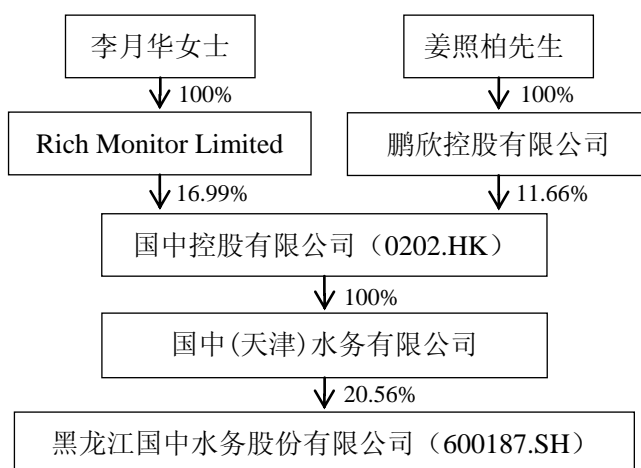 李月华女士
姜照柏先生
100%
100%
Rich Monitor Limited
鹏欣控股有限公司
16.99%
11.66%
国中控股有限公司（0202.HK）
100%
国中(天津)水务有限公司
20.56%
黑龙江国中水务股份有限公司（600187.SH）